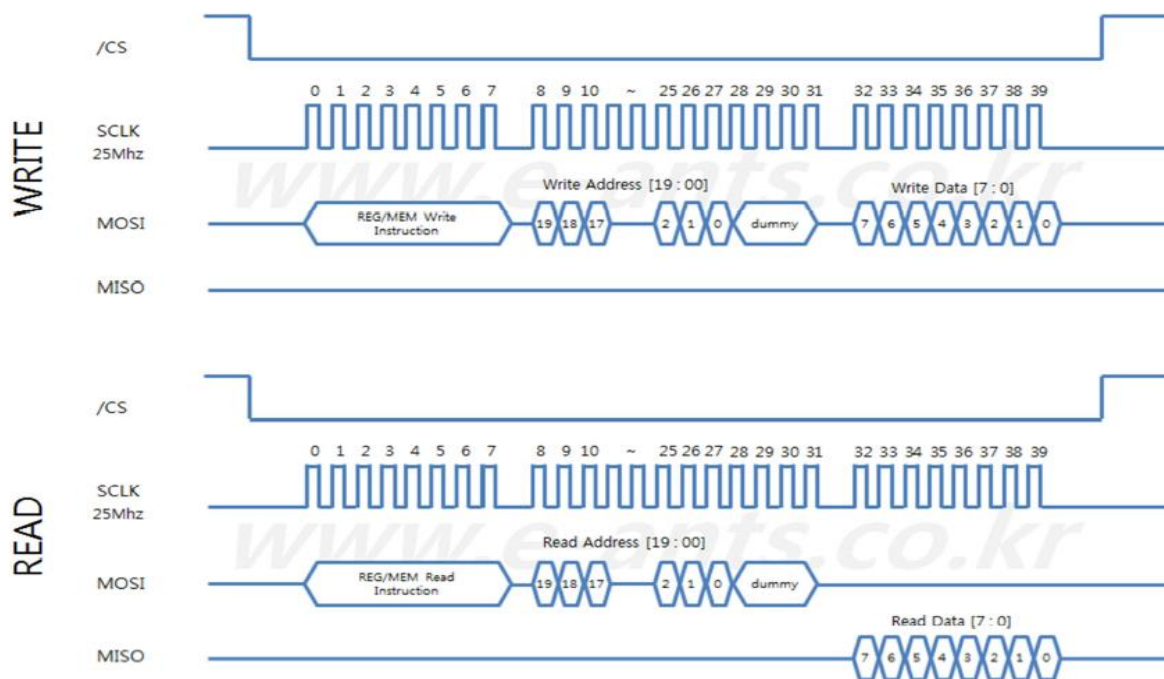 WRITE
/CS
0 1 2 3 4 5 6 7 8 9 10 ~ 25 26 27 28 29 30 31 32 33 34 35 36 37 38 39
SCLK
25Mhz
www.e-ants.co.kr
Write Address [19 : 00] Write Data [7 : 0]
MOSI REG/MEM Write Instruction 19 18 17 2 1 0 dummy 7 6 5 4 3 2 1 0
MISO
READ
/CS
0 1 2 3 4 5 6 7 8 9 10 ~ 25 26 27 28 29 30 31 32 33 34 35 36 37 38 39
SCLK
25Mhz
www.e-ants.co.kr
Read Address [19 : 00]
MOSI REG/MEM Read Instruction 19 18 17 2 1 0 dummy
Read Data [7 : 0]
MISO 7 6 5 4 3 2 1 0